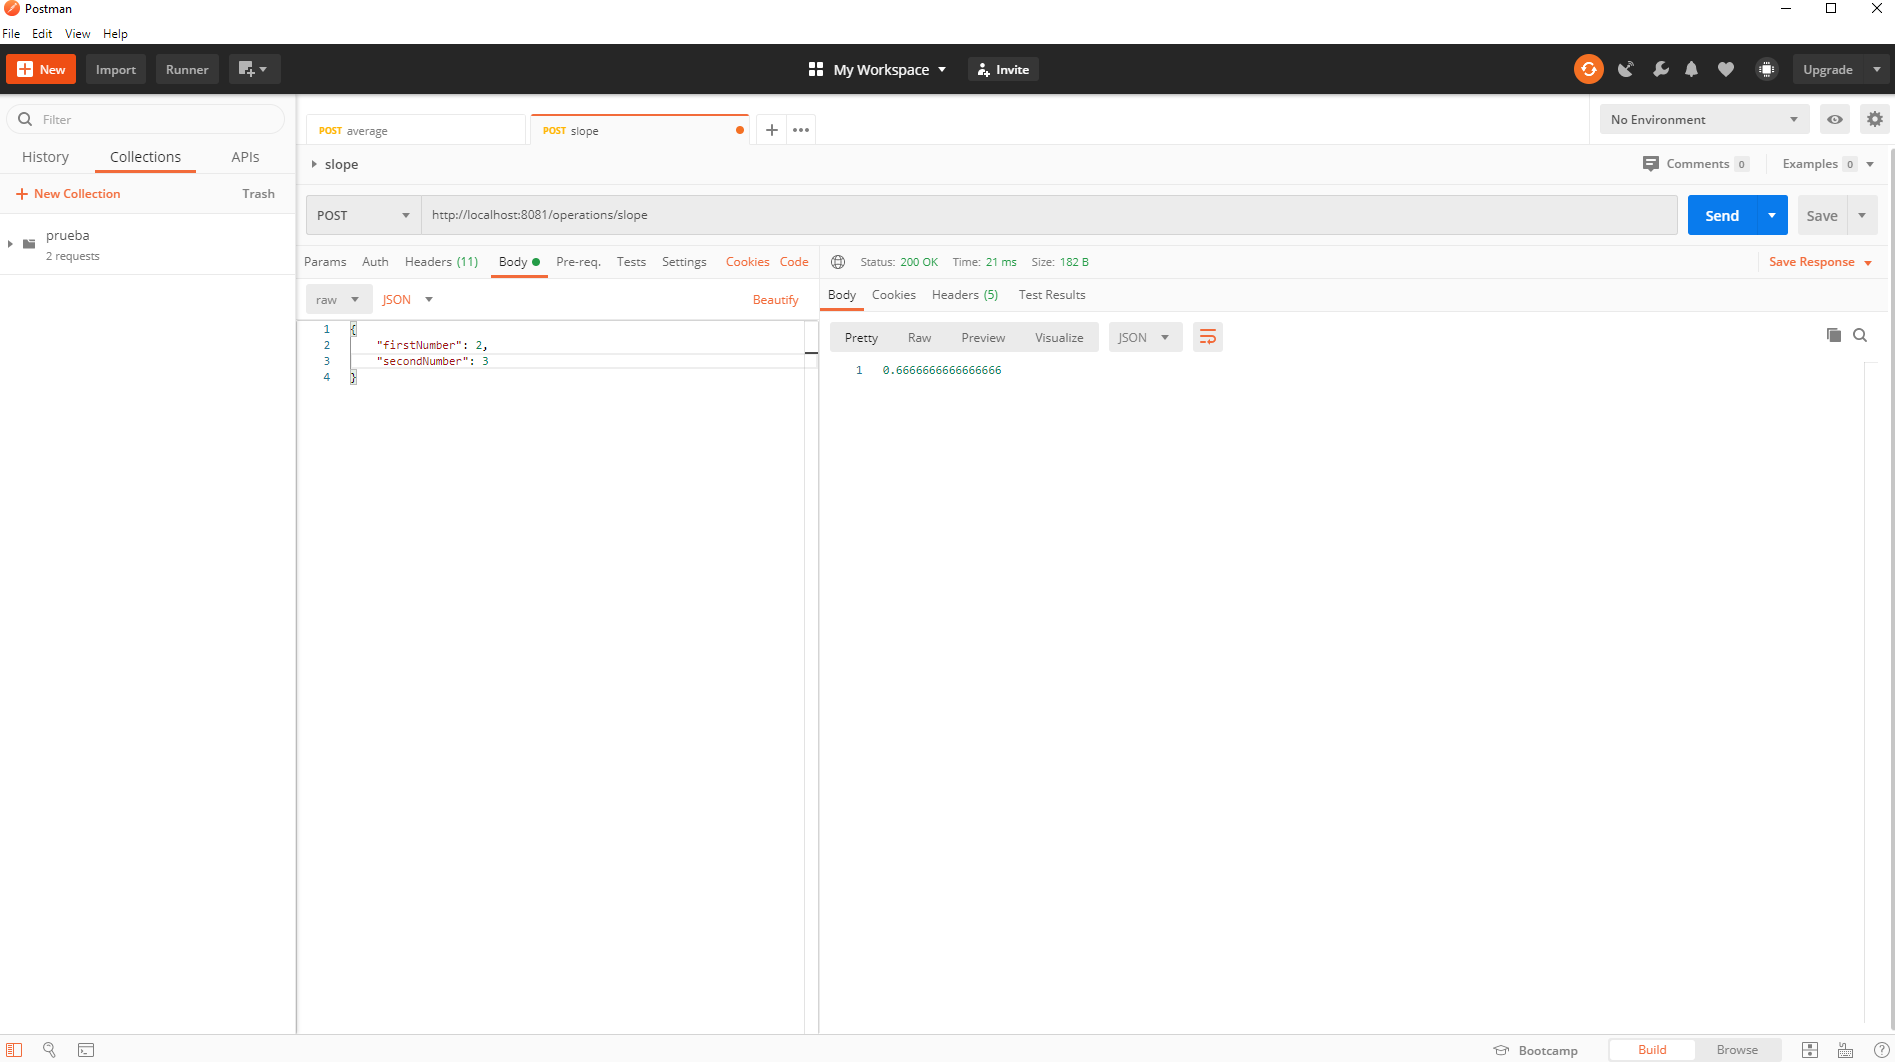 Postman
File Edit View Help
New Import Runner My Workspace Invite Upgrade
Filter
History Collections APIs
New Collection Trash
prueba
2 requests
POST average POST slope No Environment
slope Comments 0 Examples 0
POST http://localhost:8081/operations/slope Send Save
Params Auth Headers (11) Body Pre-req. Tests Settings Cookies Code
raw JSON Beautify
1 {
2 "firstNumber": 2,
3 "secondNumber": 3
4 }
Status: 200 OK Time: 21 ms Size: 182 B Save Response
Body Cookies Headers (5) Test Results
Pretty Raw Preview Visualize JSON
1 0.6666666666666666
Bootcamp Build Browse